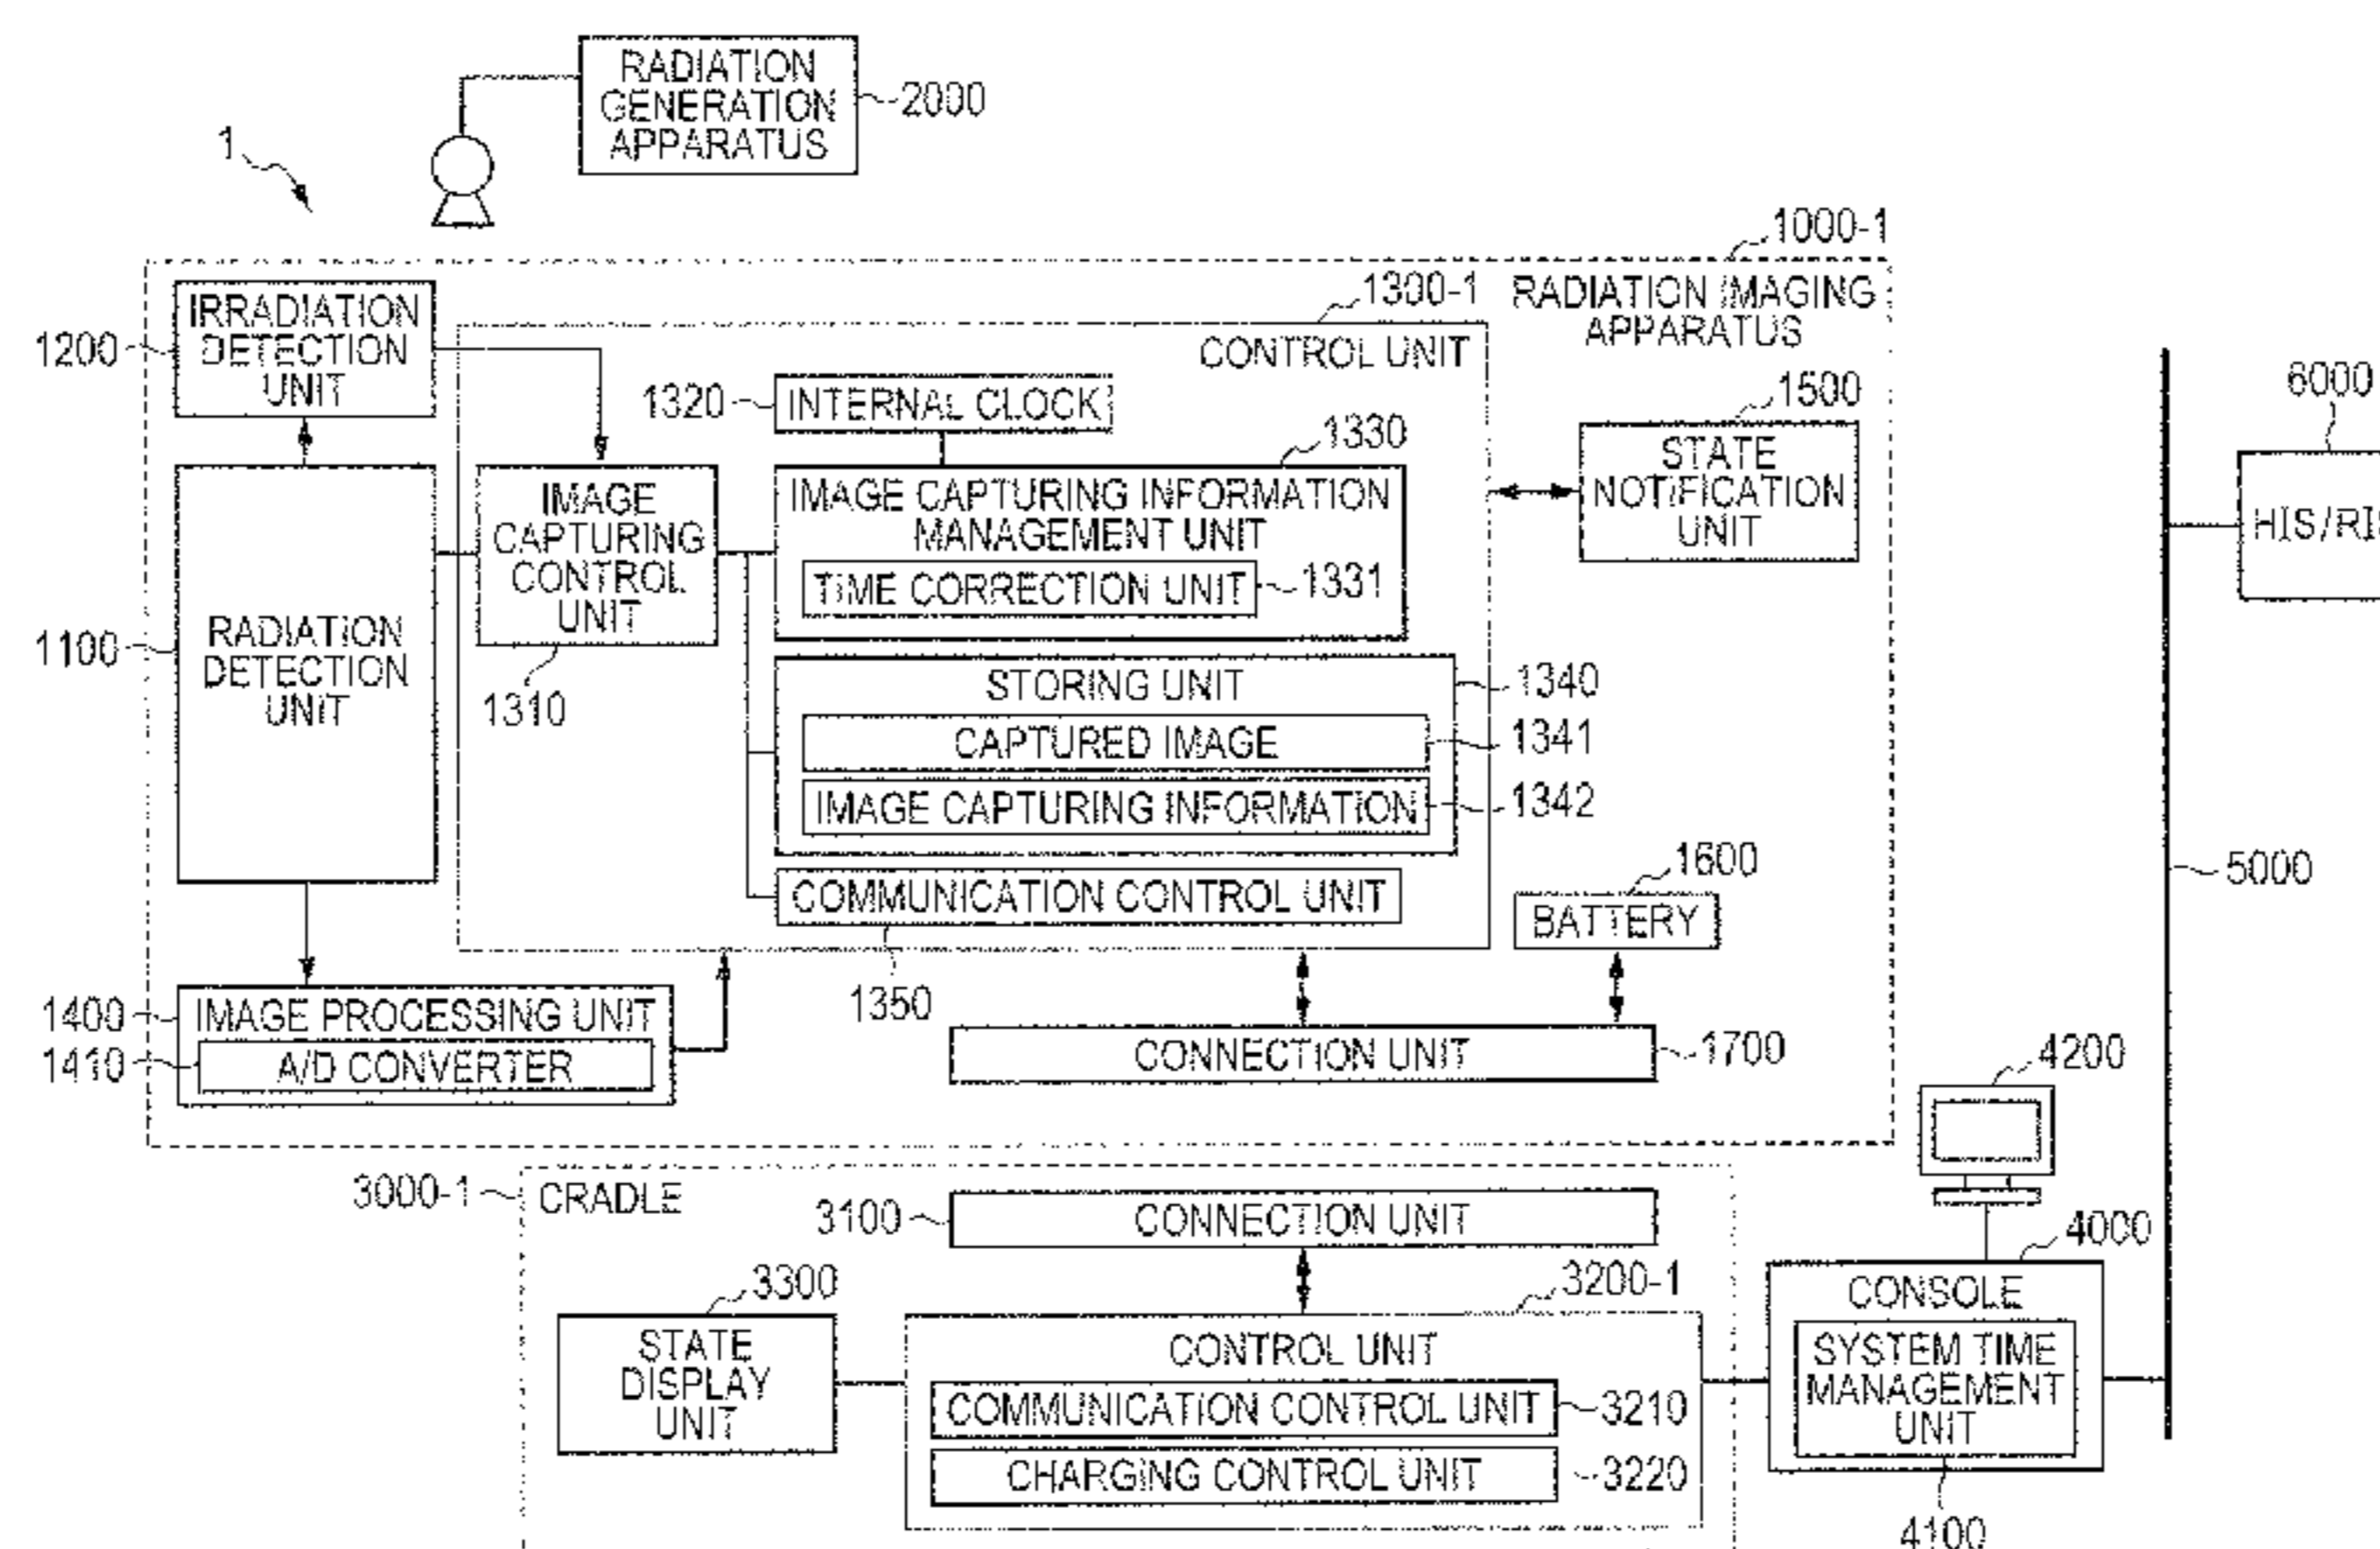 RADIATION
GENERATION
APPARATUS
2000
1
1000-1
RADIATION IMAGING
APPARATUS
1300-1
CONTROL UNIT
IRRADIATION
DETECTION
UNIT
1200
1320
INTERNAL CLOCK
1330
IMAGE CAPTURING INFORMATION
MANAGEMENT UNIT
TIME CORRECTION UNIT
1331
1500
STATE
NOTIFICATION
UNIT
6000
HIS/RIS
IMAGE
CAPTURING
CONTROL
UNIT
1310
1100
RADIATION
DETECTION
UNIT
STORING UNIT
1340
CAPTURED IMAGE
1341
IMAGE CAPTURING INFORMATION
1342
COMMUNICATION CONTROL UNIT
1350
1600
BATTERY
5000
1400
IMAGE PROCESSING UNIT
1410
A/D CONVERTER
CONNECTION UNIT
1700
4200
3000-1
CRADLE
3100
CONNECTION UNIT
3300
STATE
DISPLAY
UNIT
3200-1
CONTROL UNIT
COMMUNICATION CONTROL UNIT
3210
CHARGING CONTROL UNIT
3220
4000
CONSOLE
SYSTEM TIME
MANAGEMENT
UNIT
4100